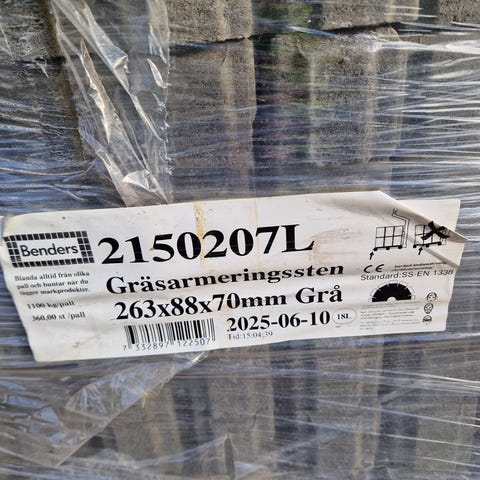 Benders
2150207L
Blanda alltid från olika
pall och buntar när du
lägger markprodukter.
1100 kg/pall
360,00 st /pall
Gräsarmeringssten
263x88x70mm Grå
2025-06-10 18L
Fid:15:04:39
7 332897 122507
CE
Standard:SS-EN 1338